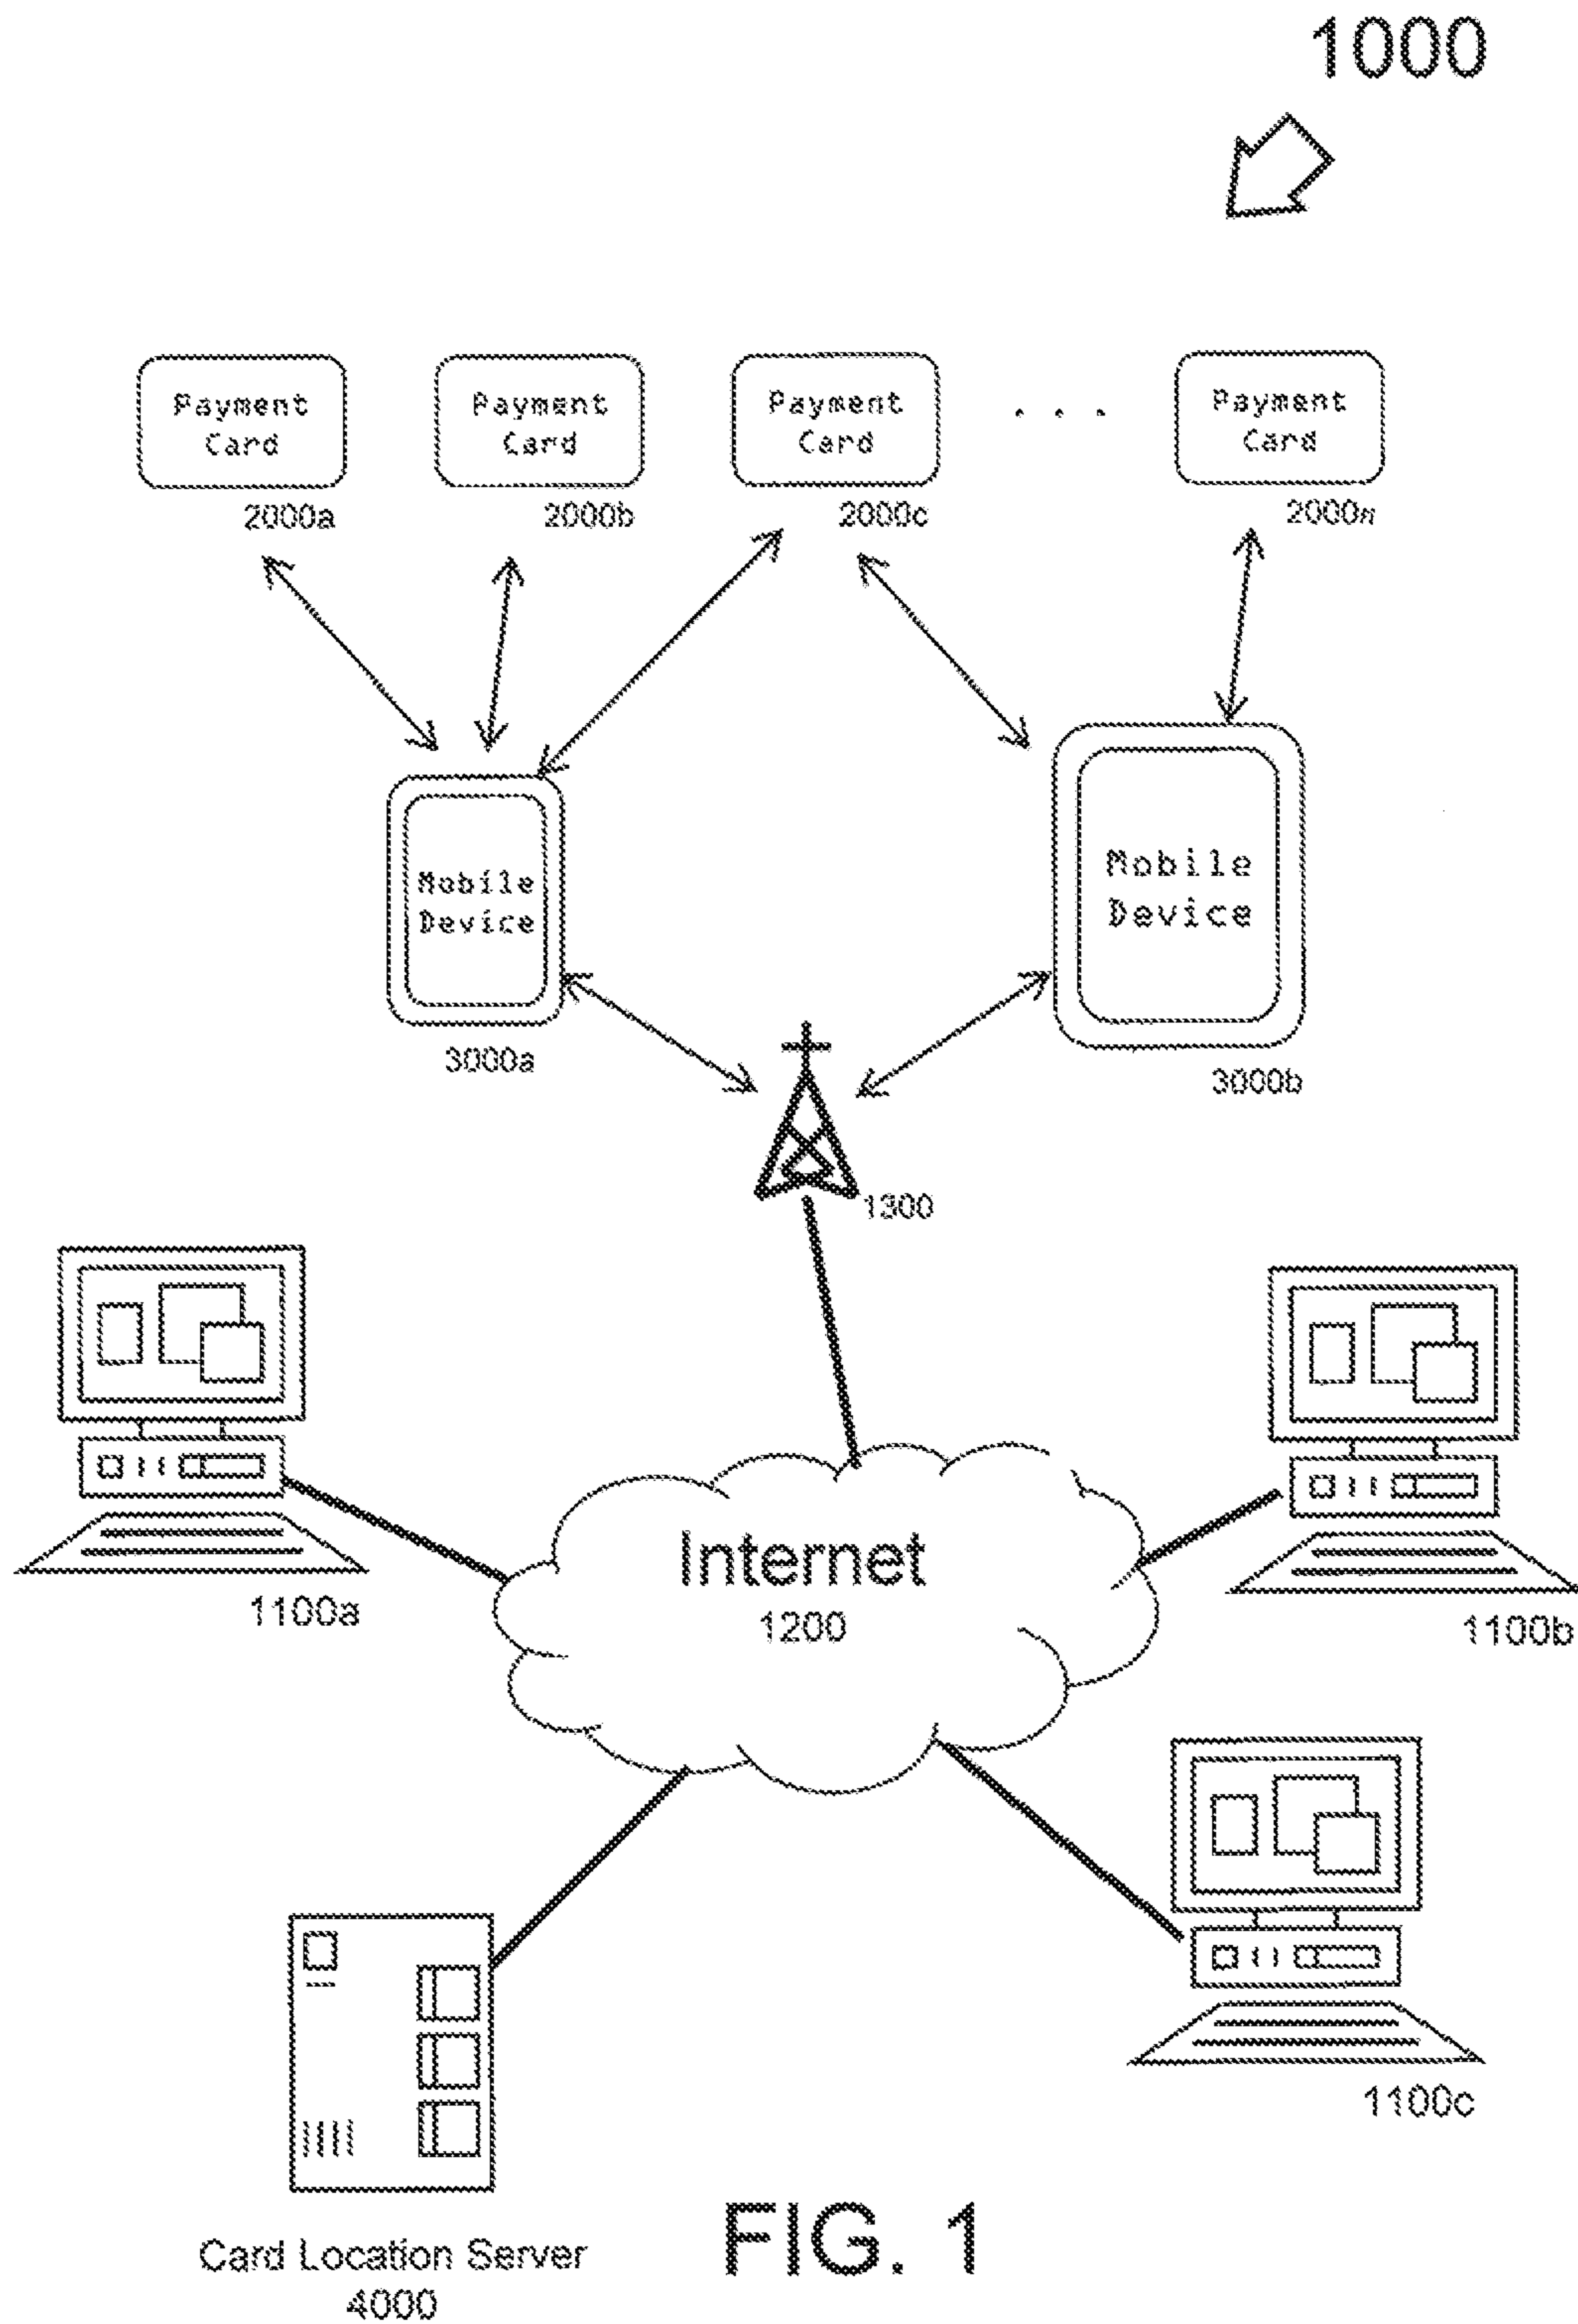 1000
Payment
Card
2000a
Payment
Card
2000b
Payment
Card
2000c
. . .
Payment
Card
2000n
Mobile
Device
3000a
Mobile
Device
3000b
1300
1100a
Internet
1200
1100b
1100c
Card Location Server
4000
FIG. 1